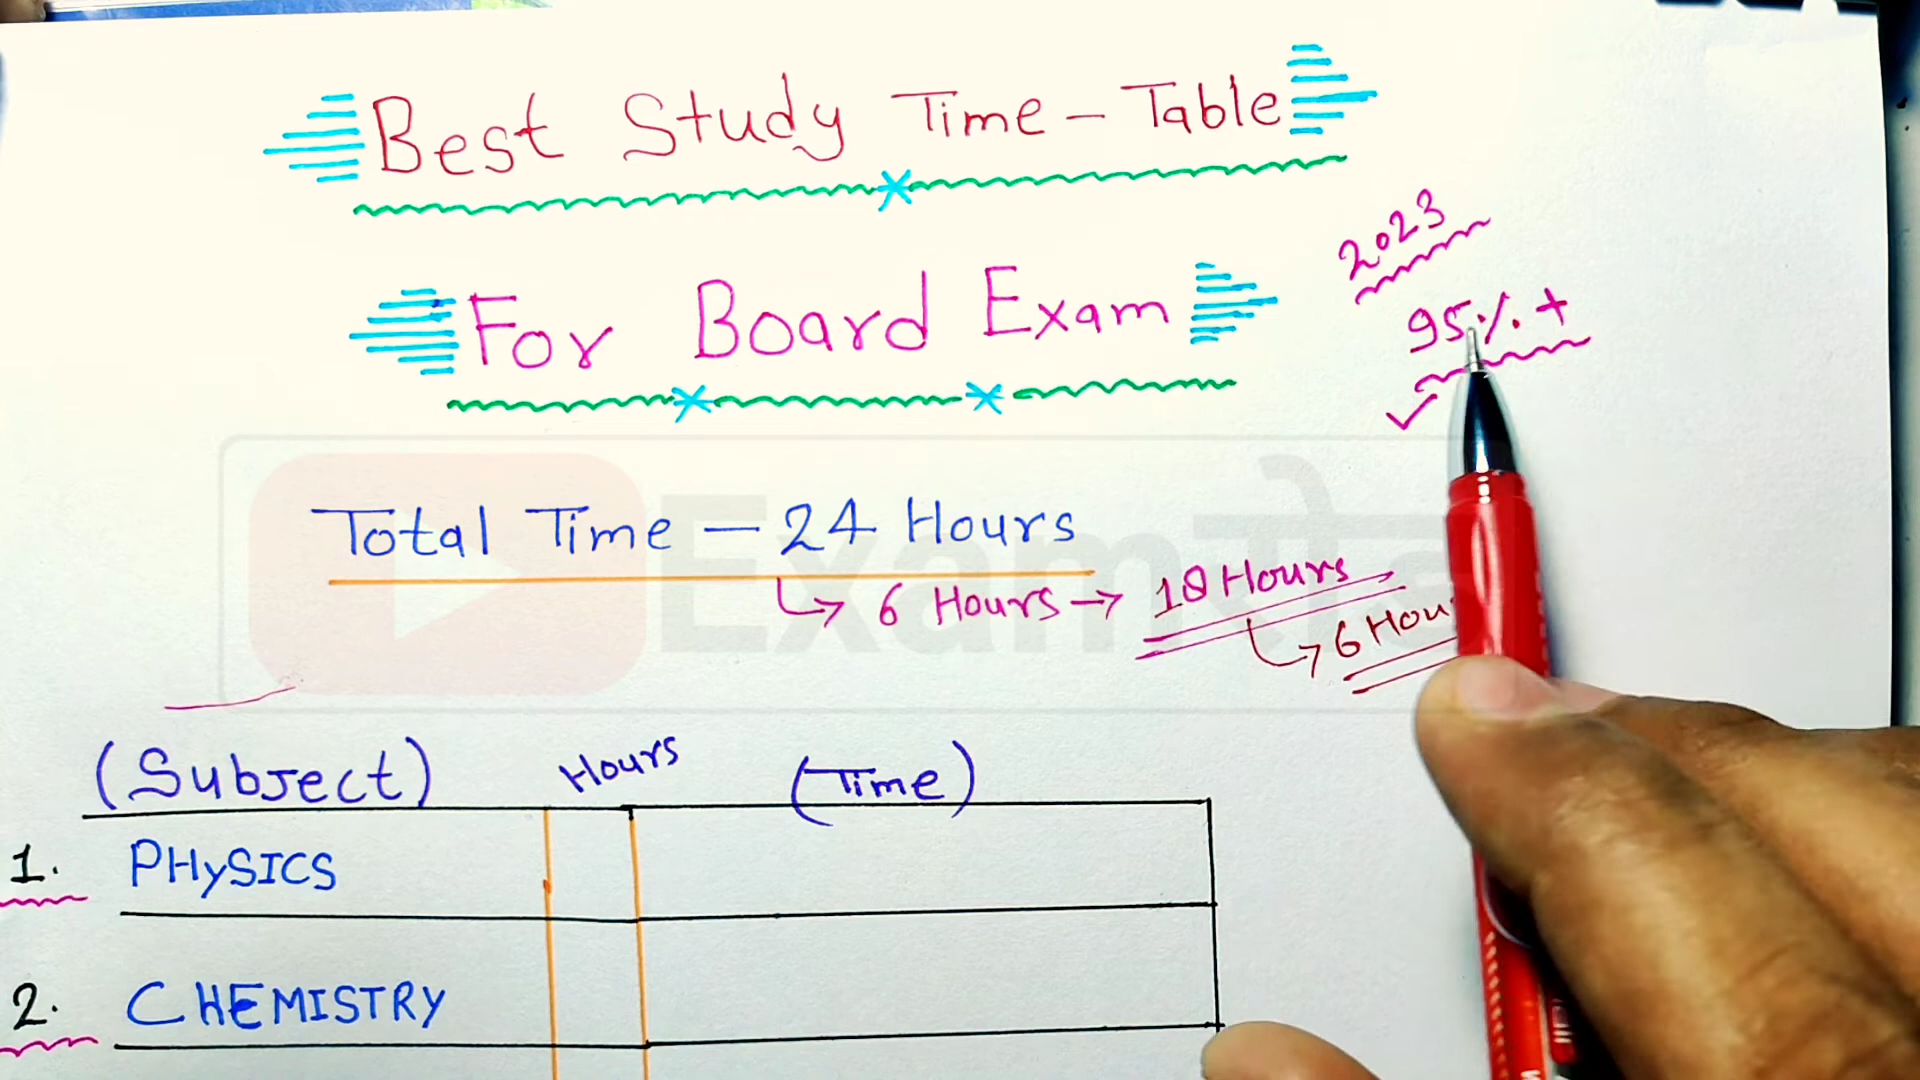 Best Study Time - Table
For Board Exam
2023
95% +
Total Time - 24 Hours
↳ 6 Hours → 18 Hours
↳ 6 Hou
Examगेल
(Subject) Hours (Time)
1. PHySICS
2. CHEMISTRY